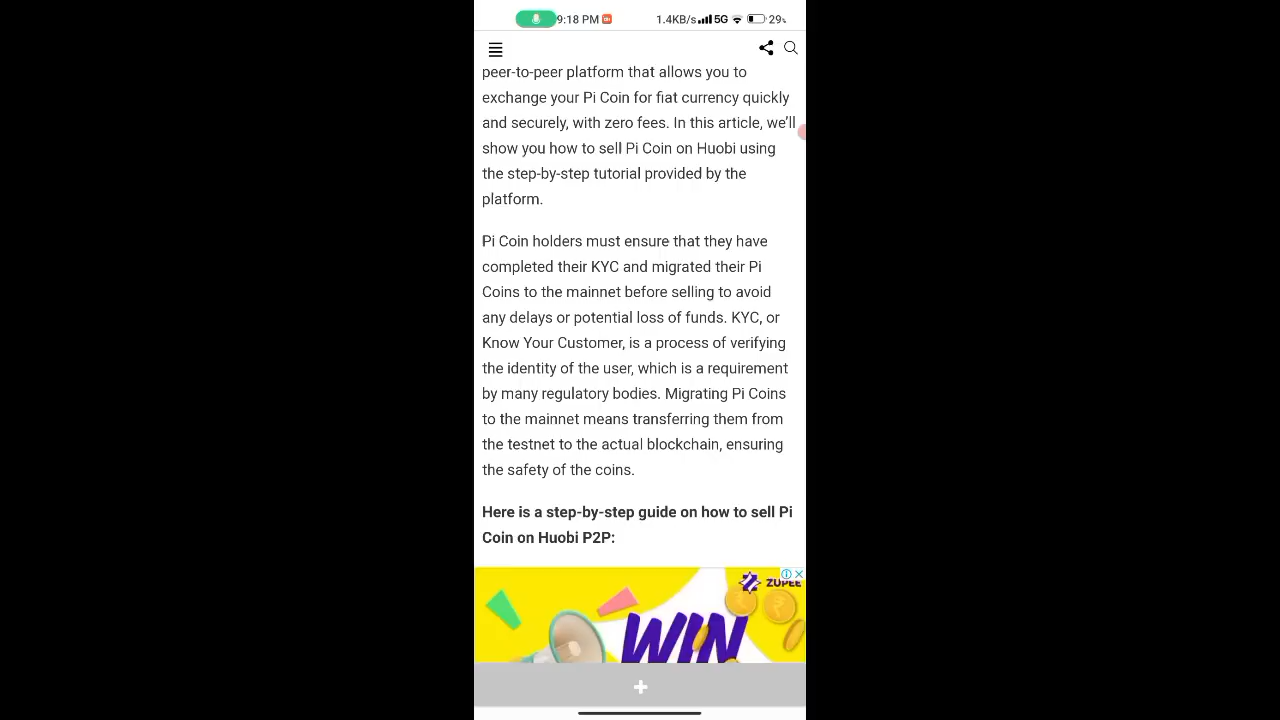 9:18 PM 1.4KB/s 5G 29%
peer-to-peer platform that allows you to
exchange your Pi Coin for fiat currency quickly
and securely, with zero fees. In this article, we'll
show you how to sell Pi Coin on Huobi using
the step-by-step tutorial provided by the
platform.
Pi Coin holders must ensure that they have
completed their KYC and migrated their Pi
Coins to the mainnet before selling to avoid
any delays or potential loss of funds. KYC, or
Know Your Customer, is a process of verifying
the identity of the user, which is a requirement
by many regulatory bodies. Migrating Pi Coins
to the mainnet means transferring them from
the testnet to the actual blockchain, ensuring
the safety of the coins.
Here is a step-by-step guide on how to sell Pi
Coin on Huobi P2P:
ZUPEE
WIN